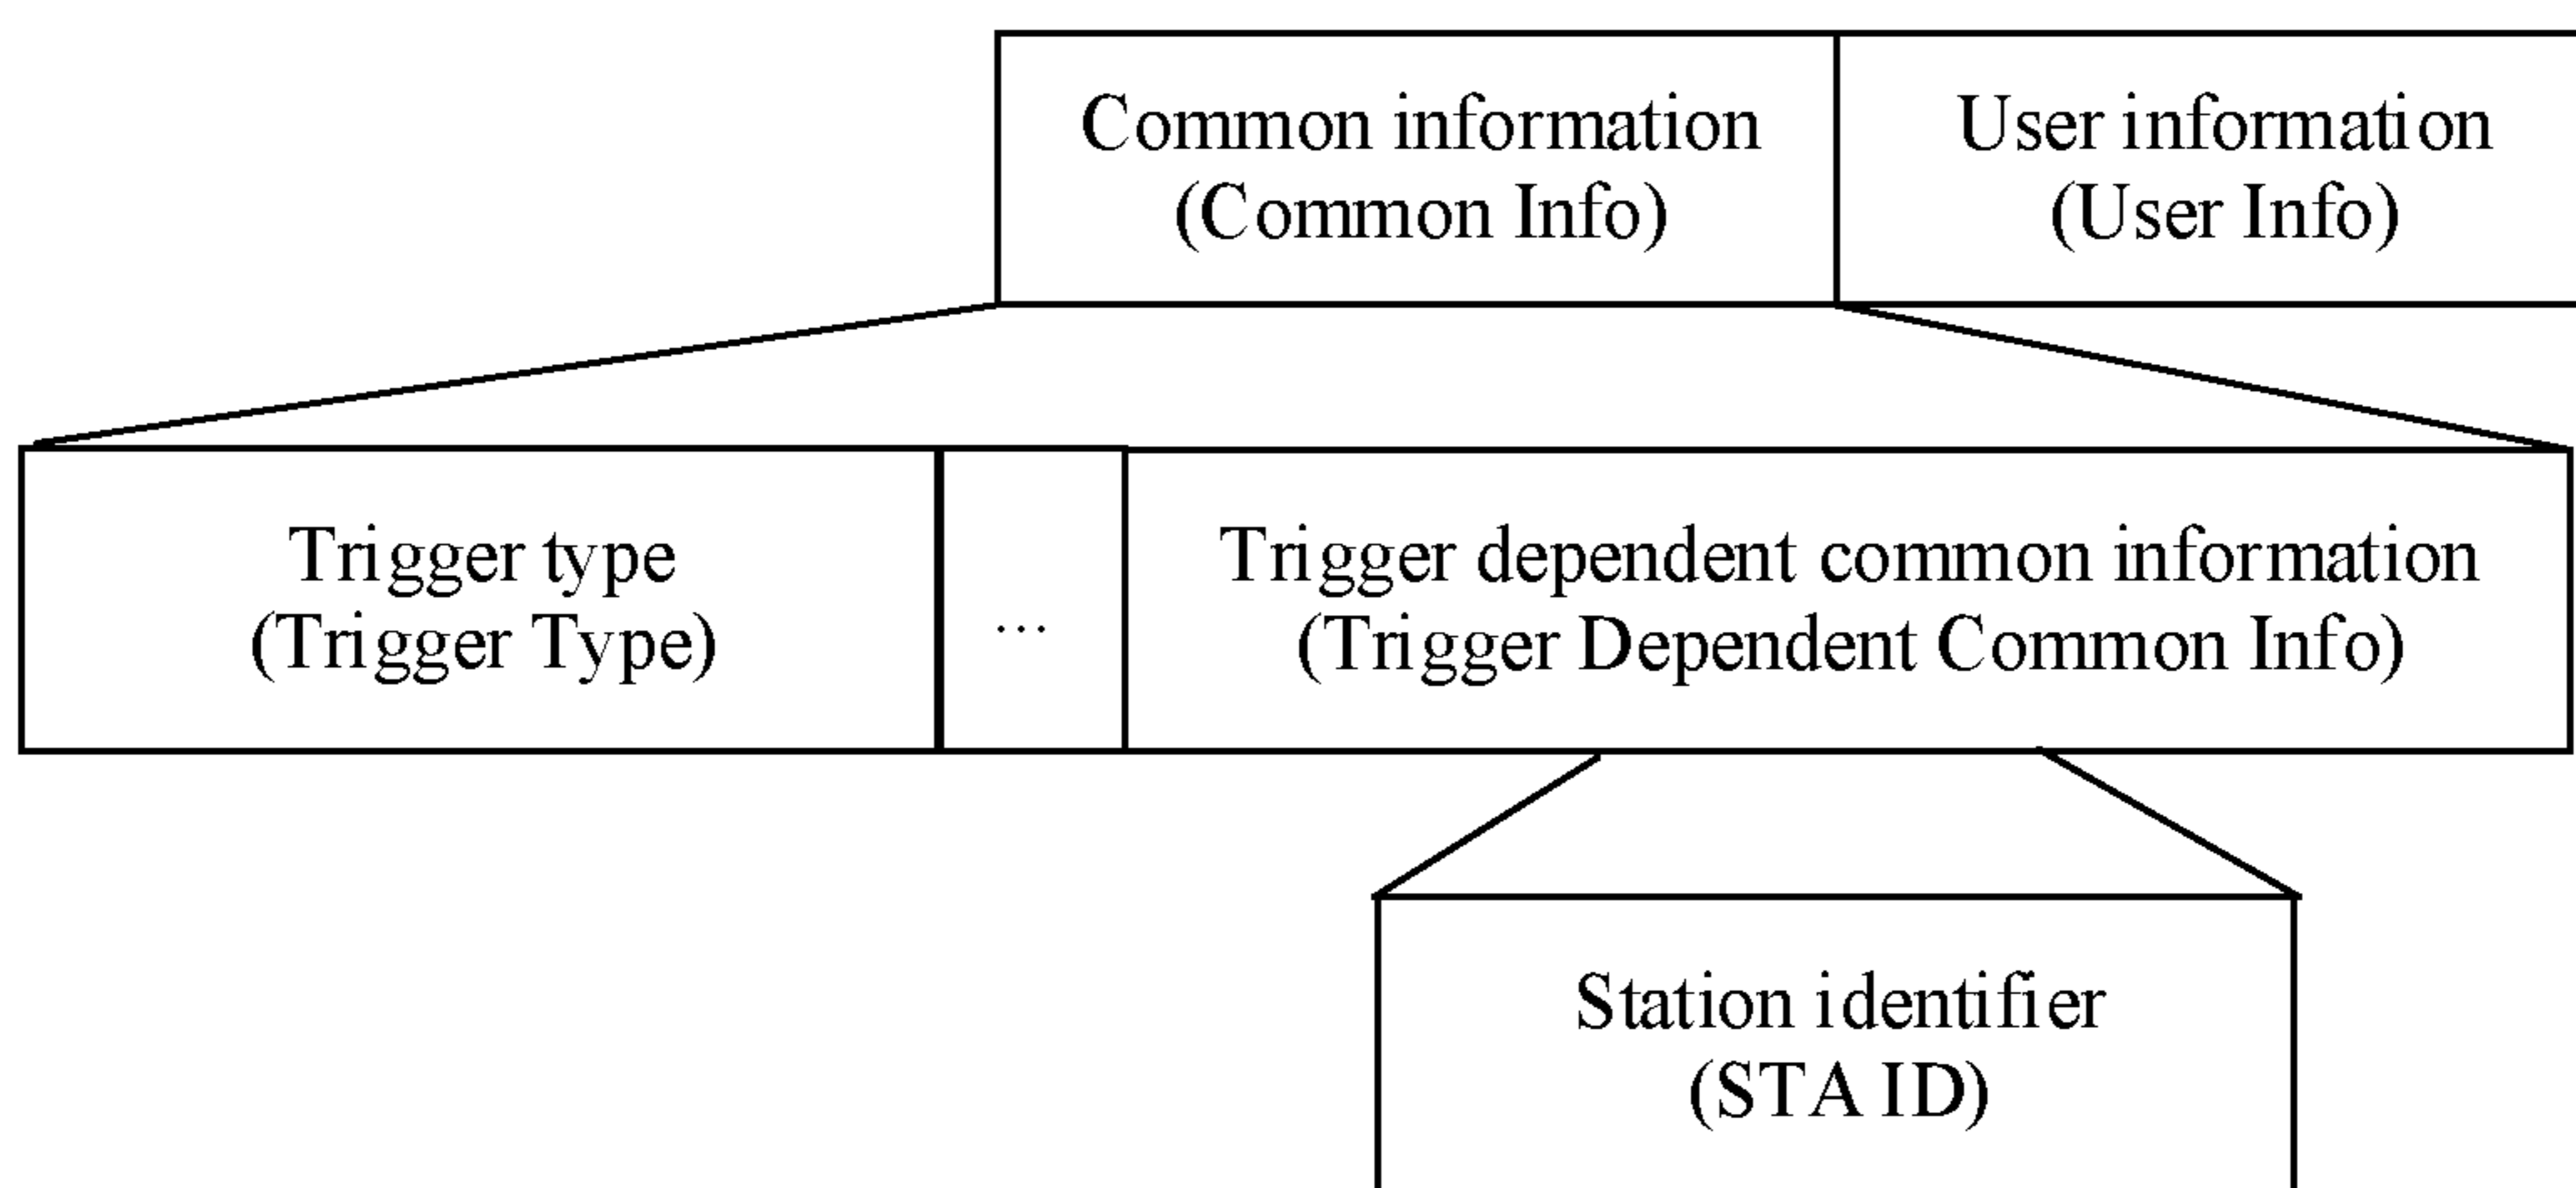 Common information
(Common Info)
User information
(User Info)
Trigger type
(Trigger Type)
...
Trigger dependent common information
(Trigger Dependent Common Info)
Station identifier
(STA ID)